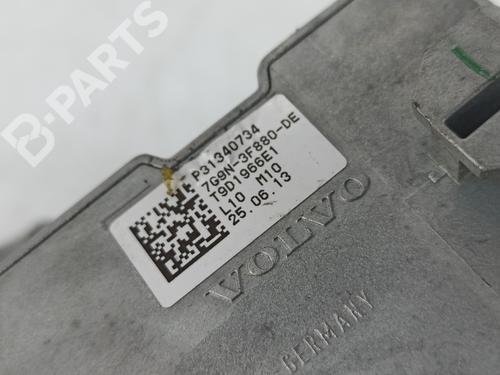 B-PARTS
P31340734
7G9N-3F880-DE
T9D1966E1
L10 M10
25.06.13
VOLVO
GERMANY